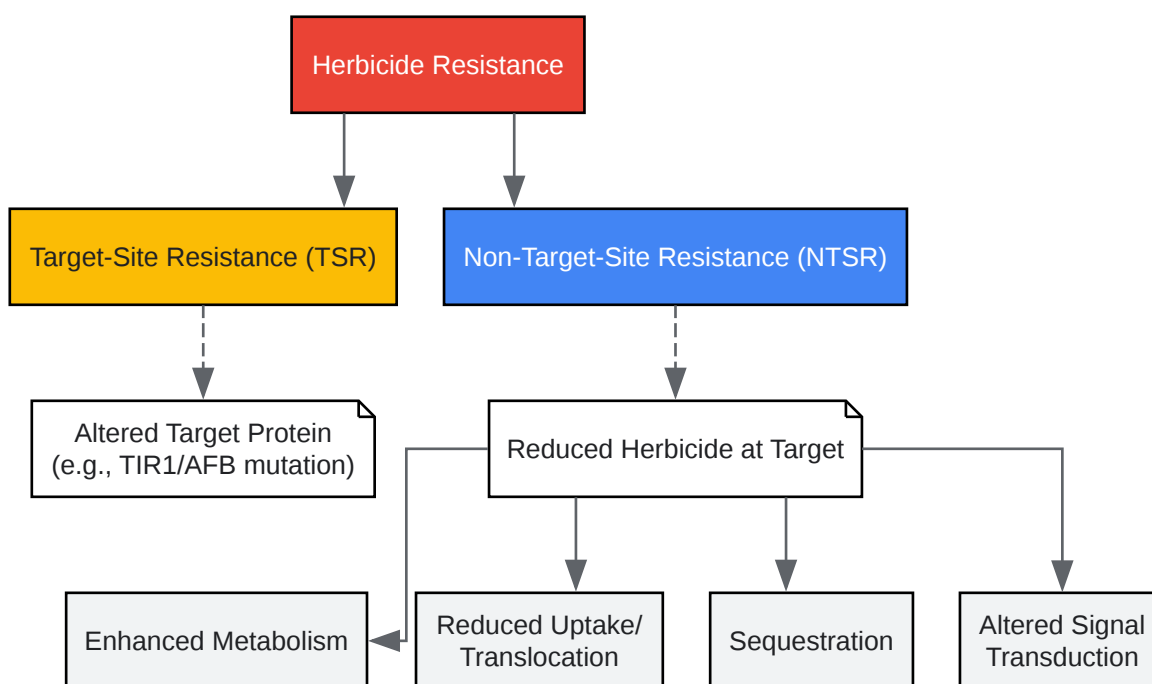 Herbicide Resistance
Target-Site Resistance (TSR)
Non-Target-Site Resistance (NTSR)
Altered Target Protein
(e.g., TIR1/AFB mutation)
Reduced Herbicide at Target
Enhanced Metabolism
Reduced Uptake/
Translocation
Sequestration
Altered Signal
Transduction